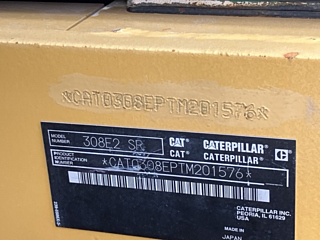 *CAT0308EPTM201576*
MODEL NUMBER 308E2 SR CAT CATERPILLAR C
CAT CATERPILLAR
PRODUCT IDENTIFICATION NUMBER *CAT0308EPTM201576*
CATERPILLAR INC.
PEORIA, IL 61629
USA
MADE IN
JAPAN